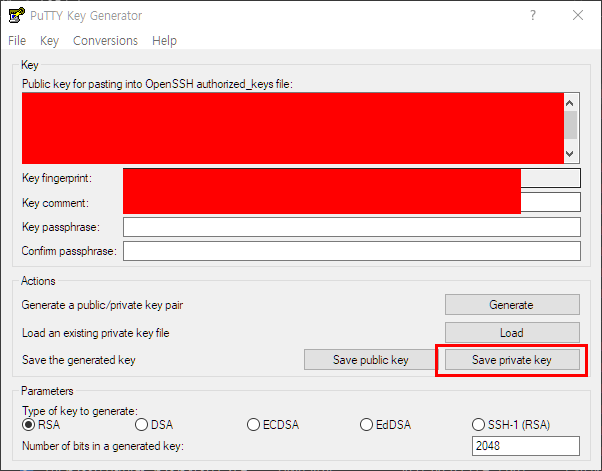 PuTTY Key Generator
File Key Conversions Help
Key
Public key for pasting into OpenSSH authorized_keys file:
Key fingerprint:
Key comment:
Key passphrase:
Confirm passphrase:
Actions
Generate a public/private key pair
Generate
Load an existing private key file
Load
Save the generated key
Save public key
Save private key
Parameters
Type of key to generate:
RSA DSA ECDSA EdDSA SSH-1 (RSA)
Number of bits in a generated key:
2048